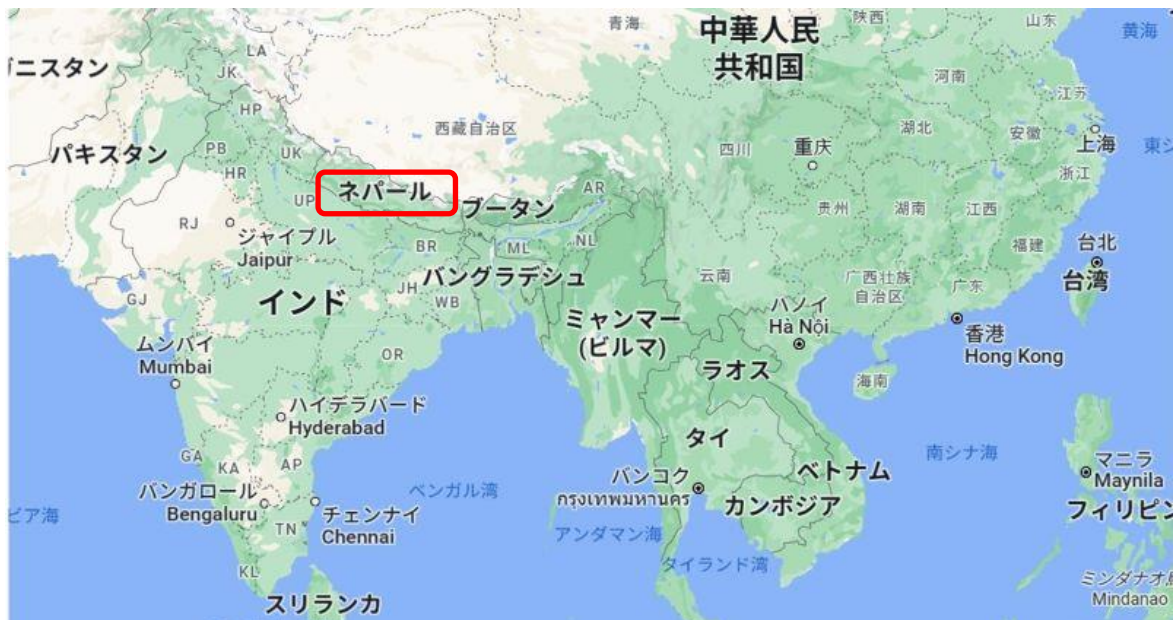 青海
陕西
山东
黄海
中華人民
共和国
LA
ガニスタン
JK
河南
江苏
HP
西藏自治区
湖北
安徽
上海
東シ
パキスタン
PB
UK
四川
重庆
浙江
HR
ネパール
UP
AR
ブータン
RJ
ジャイプル
Jaipur
贵州
湖南
江西
BR
ML
NL
福建
台北
台湾
バングラデシュ
JH
WB
云南
广西壮族
自治区
广东
GJ
インド
ハノイ
Hà Nội
ミャンマー
(ビルマ)
香港
Hong Kong
ムンバイ
Mumbai
OR
ラオス
海南
ハイデラバード
Hyderabad
タイ
GA
KA
AP
南シナ海
マニラ
Maynila
ベトナム
バンコク
กรุงเทพมหานคร
バンガロール
Bengaluru
ベンガル湾
カンボジア
フィリピン
ビア海
チェンナイ
Chennai
TN
アンダマン海
タイランド湾
KL
ミンダナオ島
Mindanao
スリランカ